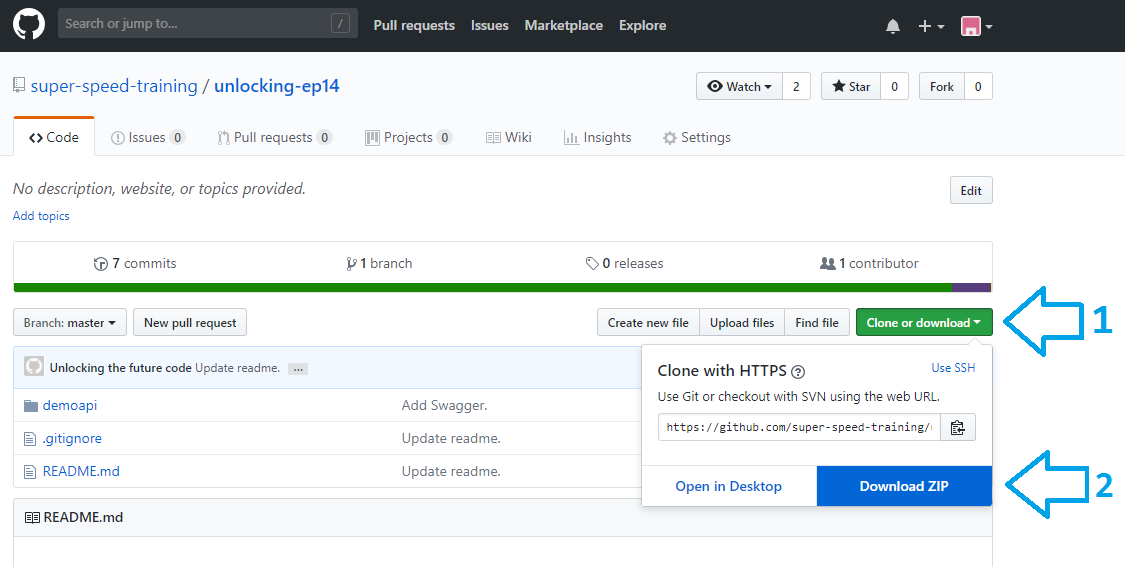 Search or jump to... /
Pull requests Issues Marketplace Explore
super-speed-training / unlocking-ep14
Watch 2 Star 0 Fork 0
Code Issues 0 Pull requests 0 Projects 0 Wiki Insights Settings
No description, website, or topics provided.
Edit
Add topics
7 commits 1 branch 0 releases 1 contributor
Branch: master New pull request Create new file Upload files Find file Clone or download 1
Unlocking the future code Update readme. ...
Clone with HTTPS ? Use SSH
Use Git or checkout with SVN using the web URL.
https://github.com/super-speed-training/
demoapi Add Swagger.
.gitignore Update readme.
README.md Update readme.
Open in Desktop Download ZIP 2
README.md